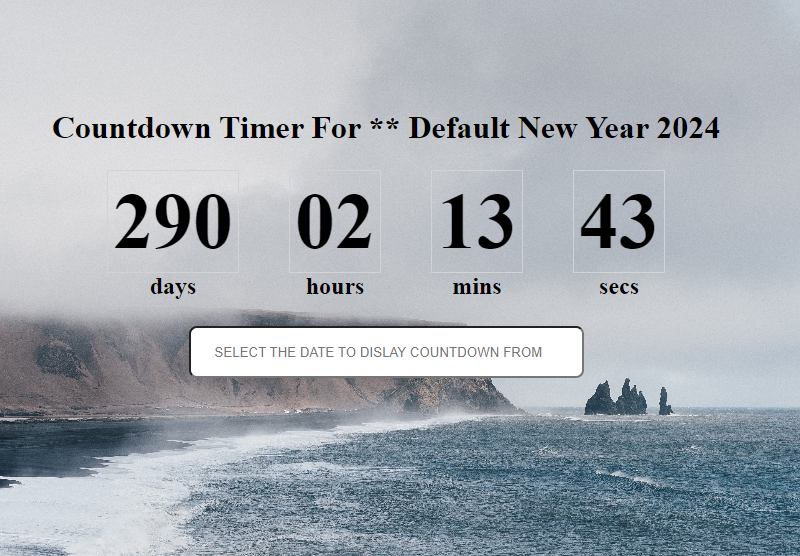 Countdown Timer For ** Default New Year 2024
290 02 13 43
days hours mins secs
SELECT THE DATE TO DISLAY COUNTDOWN FROM